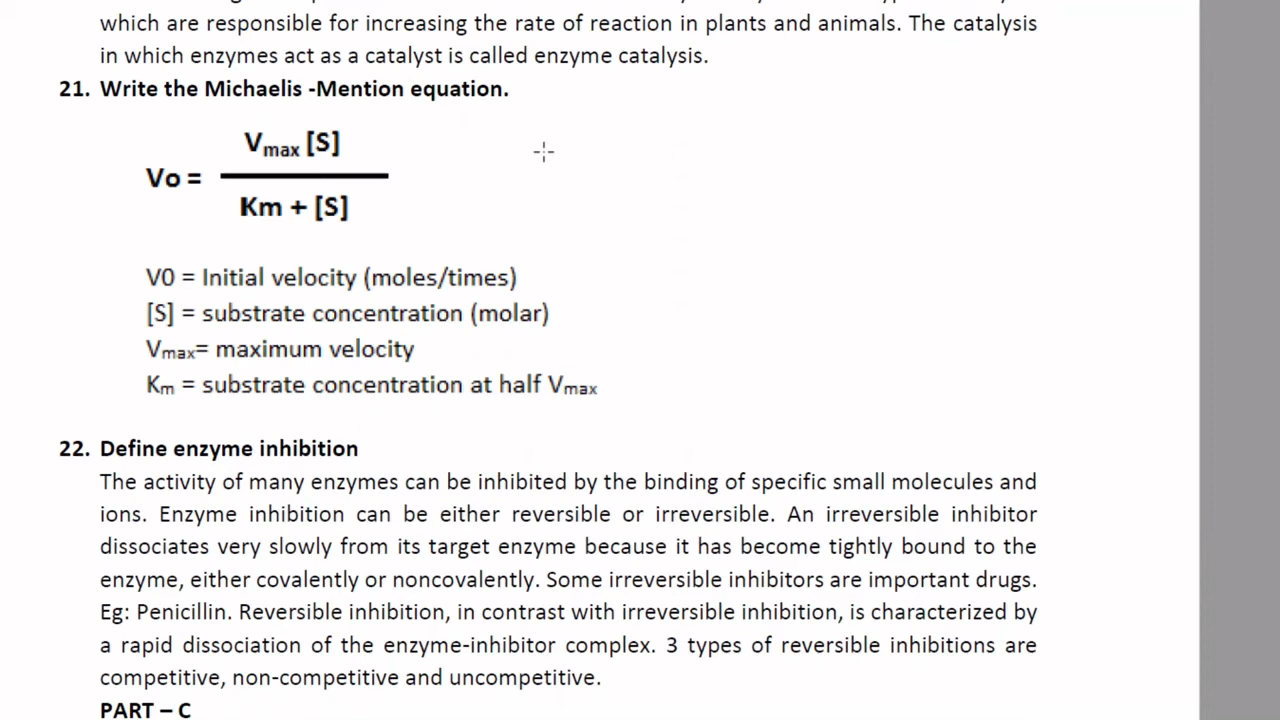 which are responsible for increasing the rate of reaction in plants and animals. The catalysis
in which enzymes act as a catalyst is called enzyme catalysis.
21. Write the Michaelis -Mention equation.
Vmax [S]
Vo =
Km + [S]
V0 = Initial velocity (moles/times)
[S] = substrate concentration (molar)
Vmax= maximum velocity
Km = substrate concentration at half Vmax
22. Define enzyme inhibition
The activity of many enzymes can be inhibited by the binding of specific small molecules and
ions. Enzyme inhibition can be either reversible or irreversible. An irreversible inhibitor
dissociates very slowly from its target enzyme because it has become tightly bound to the
enzyme, either covalently or noncovalently. Some irreversible inhibitors are important drugs.
Eg: Penicillin. Reversible inhibition, in contrast with irreversible inhibition, is characterized by
a rapid dissociation of the enzyme-inhibitor complex. 3 types of reversible inhibitions are
competitive, non-competitive and uncompetitive.
PART – C